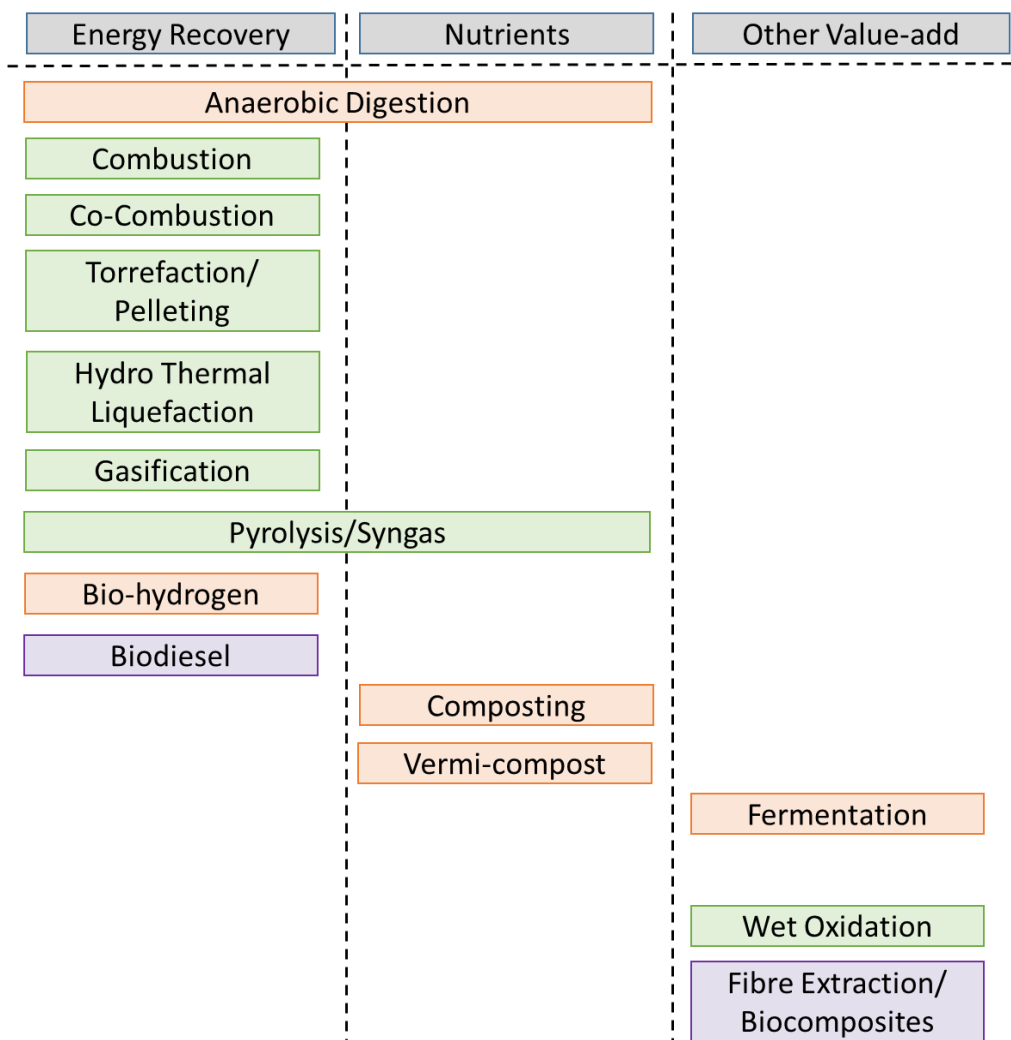 Energy Recovery
Nutrients
Other Value-add
Anaerobic Digestion
Combustion
Co-Combustion
Torrefaction/
Pelleting
Hydro Thermal
Liquefaction
Gasification
Pyrolysis/Syngas
Bio-hydrogen
Biodiesel
Composting
Vermi-compost
Fermentation
Wet Oxidation
Fibre Extraction/
Biocomposites